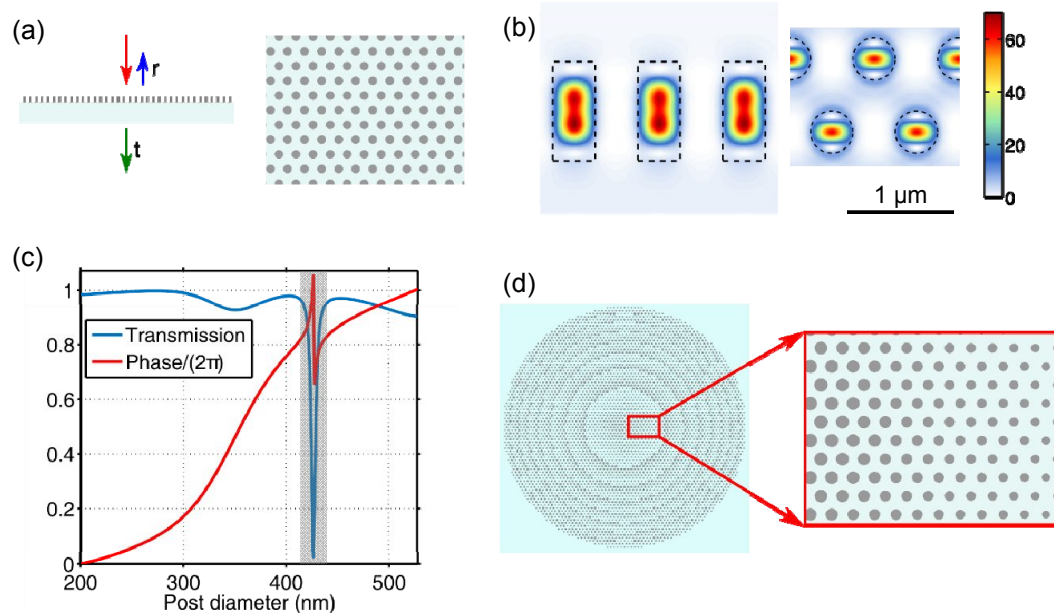 (a)
r
t
(b)
60
40
20
0
1 µm
(c)
1
0.8
0.6
0.4
0.2
0
Transmission
Phase/(2π)
200
300
400
500
Post diameter (nm)
(d)